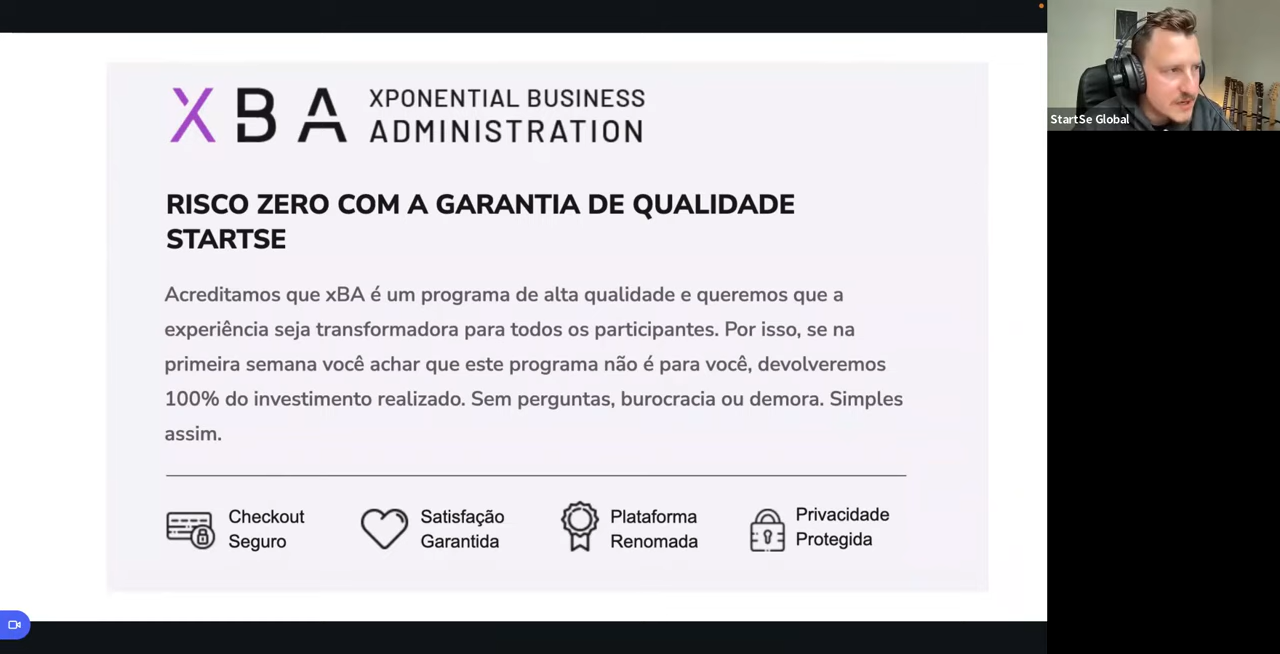 XBA XPONENTIAL BUSINESS
ADMINISTRATION
RISCO ZERO COM A GARANTIA DE QUALIDADE
STARTSE
Acreditamos que xBA é um programa de alta qualidade e queremos que a
experiência seja transformadora para todos os participantes. Por isso, se na
primeira semana você achar que este programa não é para você, devolveremos
100% do investimento realizado. Sem perguntas, burocracia ou demora. Simples
assim.
Checkout
Seguro
Satisfação
Garantida
Plataforma
Renomada
Privacidade
Protegida
StartSe Global